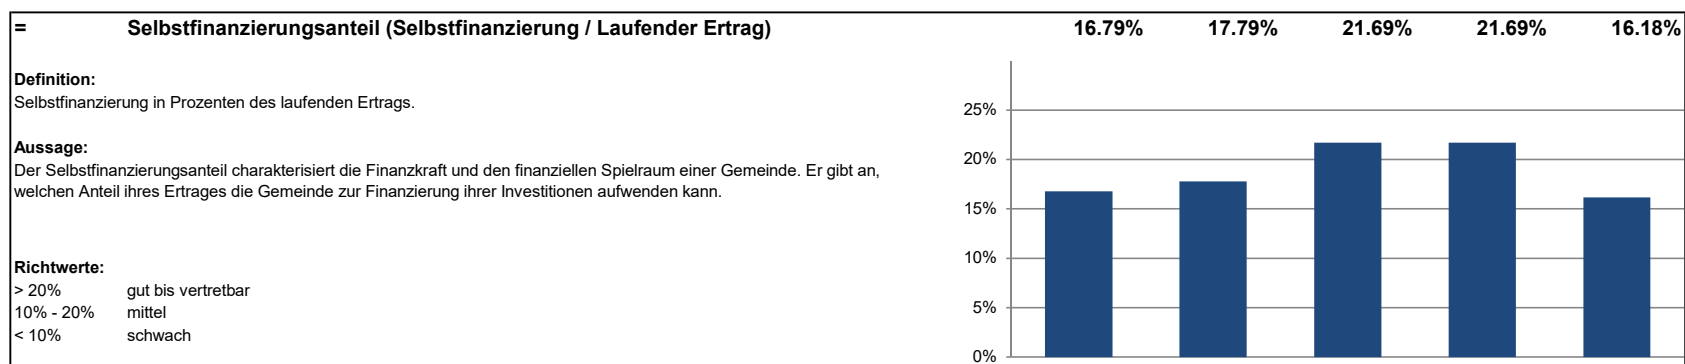 = Selbstfinanzierungsanteil (Selbstfinanzierung / Laufender Ertrag) 16.79% 17.79% 21.69% 21.69% 16.18%
Definition:
Selbstfinanzierung in Prozenten des laufenden Ertrags.
Aussage:
Der Selbstfinanzierungsanteil charakterisiert die Finanzkraft und den finanziellen Spielraum einer Gemeinde. Er gibt an,
welchen Anteil ihres Ertrages die Gemeinde zur Finanzierung ihrer Investitionen aufwenden kann.
Richtwerte:
> 20% gut bis vertretbar
10% - 20% mittel
< 10% schwach
25%
20%
15%
10%
5%
0%